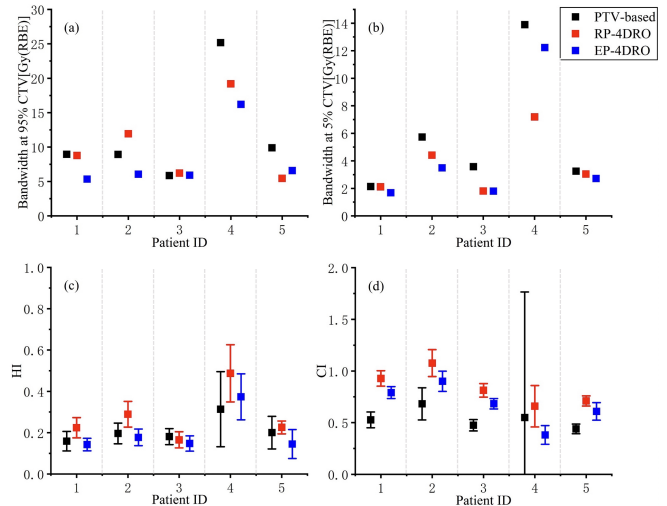 (a)
Bandwidth at 95% CTV[Gy(RBE)]
30
25
20
15
10
5
0
1 2 3 4 5
Patient ID
(b)
PTV-based
RP-4DRO
EP-4DRO
Bandwidth at 5% CTV[Gy(RBE)]
14
12
10
8
6
4
2
0
1 2 3 4 5
Patient ID
(c)
HI
1.0
0.8
0.6
0.4
0.2
0.0
1 2 3 4 5
Patient ID
(d)
CI
2.0
1.5
1.0
0.5
0.0
1 2 3 4 5
Patient ID